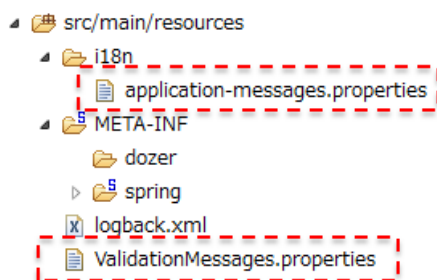 src/main/resources
i18n
application-messages.properties
META-INF
dozer
spring
logback.xml
ValidationMessages.properties